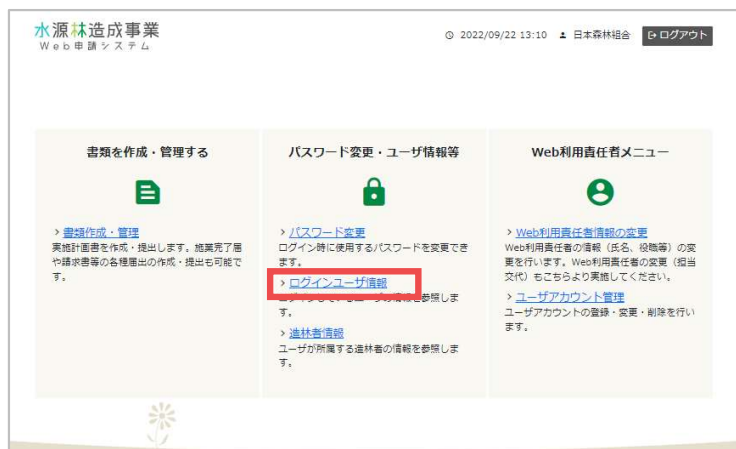 水源林造成事業
Web申請システム
2022/09/22 13:10 日本森林組合 ログアウト
書類を作成・管理する
> 書類作成・管理
実施計画書を作成・提出します。施業完了届
や請求書等の各種届出の作成・提出も可能で
す。
パスワード変更・ユーザ情報等
> パスワード変更
ログイン時に使用するパスワードを変更でき
ます。
> ログインユーザ情報
を参照しま
す。
> 造林者情報
ユーザが所属する造林者の情報を参照しま
す。
Web利用責任者メニュー
> Web利用責任者情報の変更
Web利用責任者の情報（氏名、役職等）の変
更を行います。Web利用責任者の変更（担当
交代）もこちらより実施してください。
> ユーザアカウント管理
ユーザアカウントの登録・変更・削除を行い
ます。